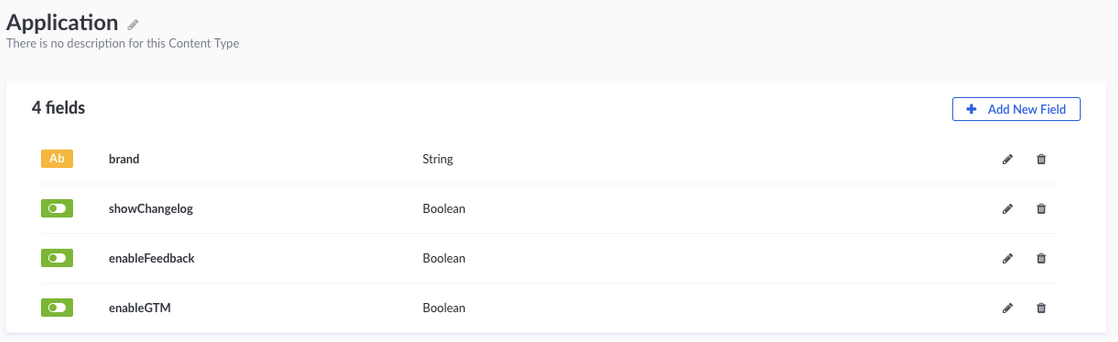 Application
There is no description for this Content Type
4 fields
Add New Field
Ab brand String
showChangelog Boolean
enableFeedback Boolean
enableGTM Boolean